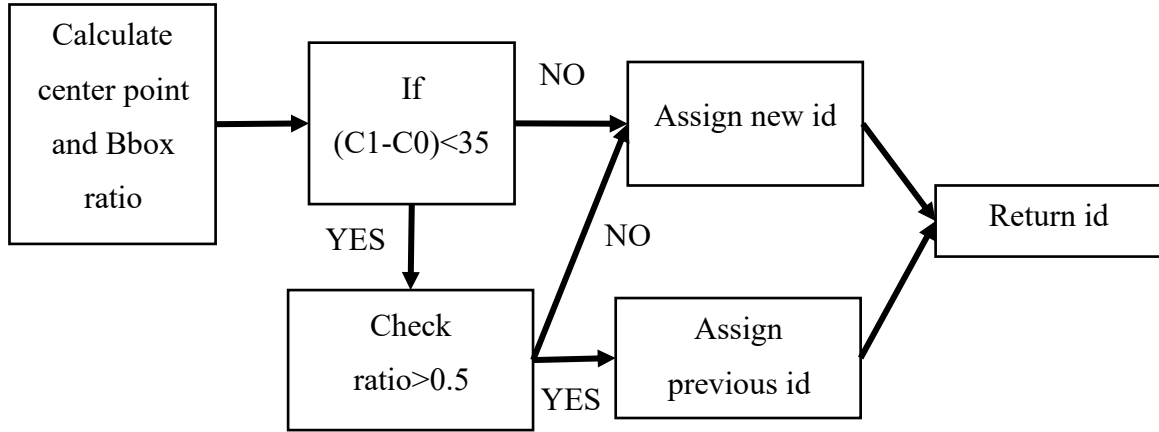 Calculate
center point
and Bbox
ratio
If
(C1-C0)<35
NO
Assign new id
YES
NO
Return id
Check
ratio>0.5
YES
Assign
previous id